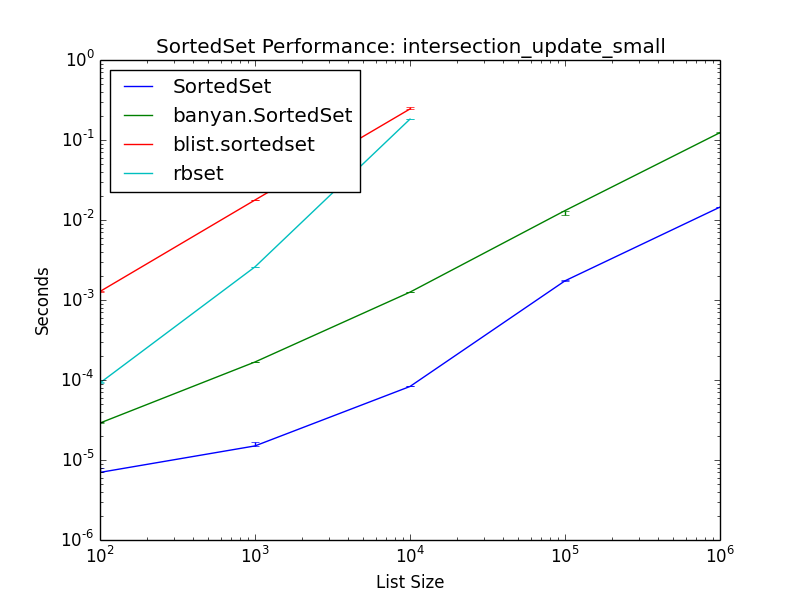 SortedSet Performance: intersection_update_small
SortedSet
banyan.SortedSet
blist.sortedset
rbset
10^0
10^-1
10^-2
10^-3
10^-4
10^-5
10^-6
Seconds
10^2 10^3 10^4 10^5 10^6
List Size